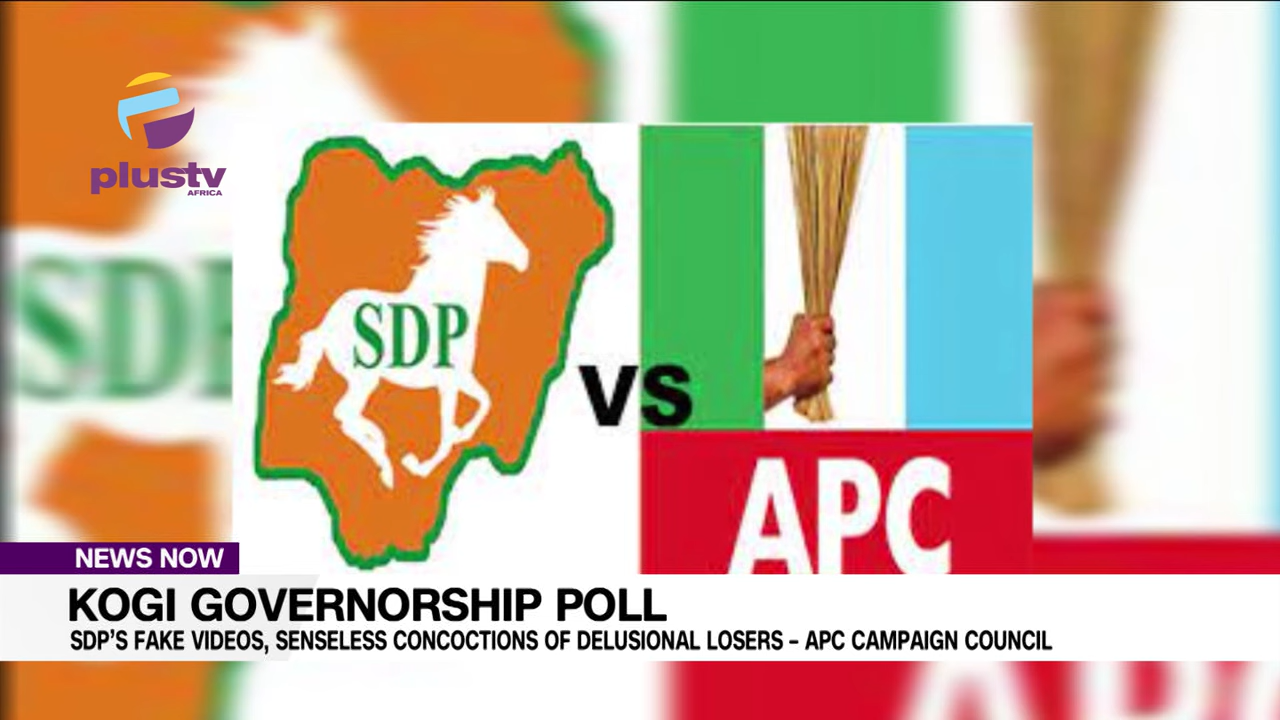 plustv
AFRICA
SDP
SDP
VS
APC
NEWS NOW
KOGI GOVERNORSHIP POLL
SDP'S FAKE VIDEOS, SENSELESS CONCOCTIONS OF DELUSIONAL LOSERS – APC CAMPAIGN COUNCIL